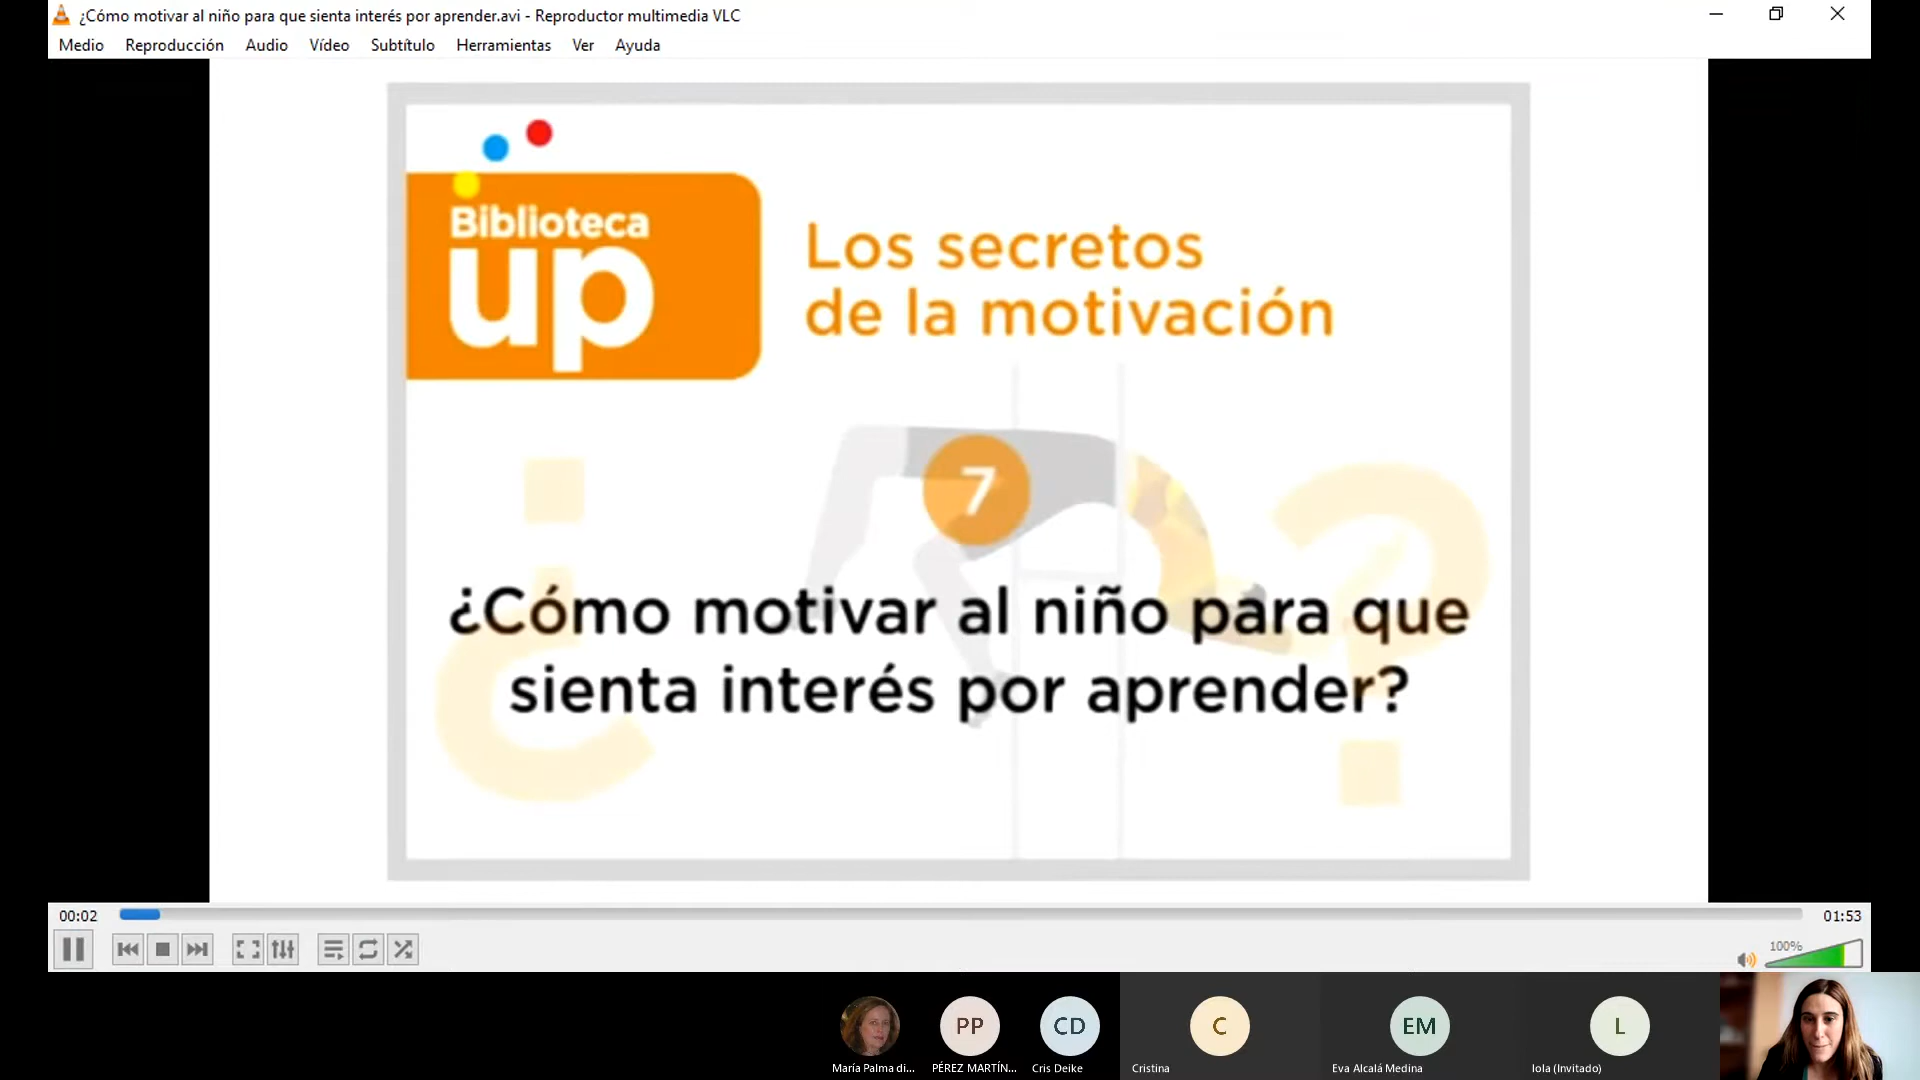 ¿Cómo motivar al niño para que sienta interés por aprender.avi - Reproductor multimedia VLC
Medio Reproducción Audio Vídeo Subtítulo Herramientas Ver Ayuda
Biblioteca
up
Los secretos
de la motivación
7
¿Cómo motivar al niño para que
sienta interés por aprender?
00:02
01:53
100%
PP
CD
C
EM
L
María Palma di...
PÉREZ MARTÍN...
Cris Deike
Cristina
Eva Alcalá Medina
lola (Invitado)